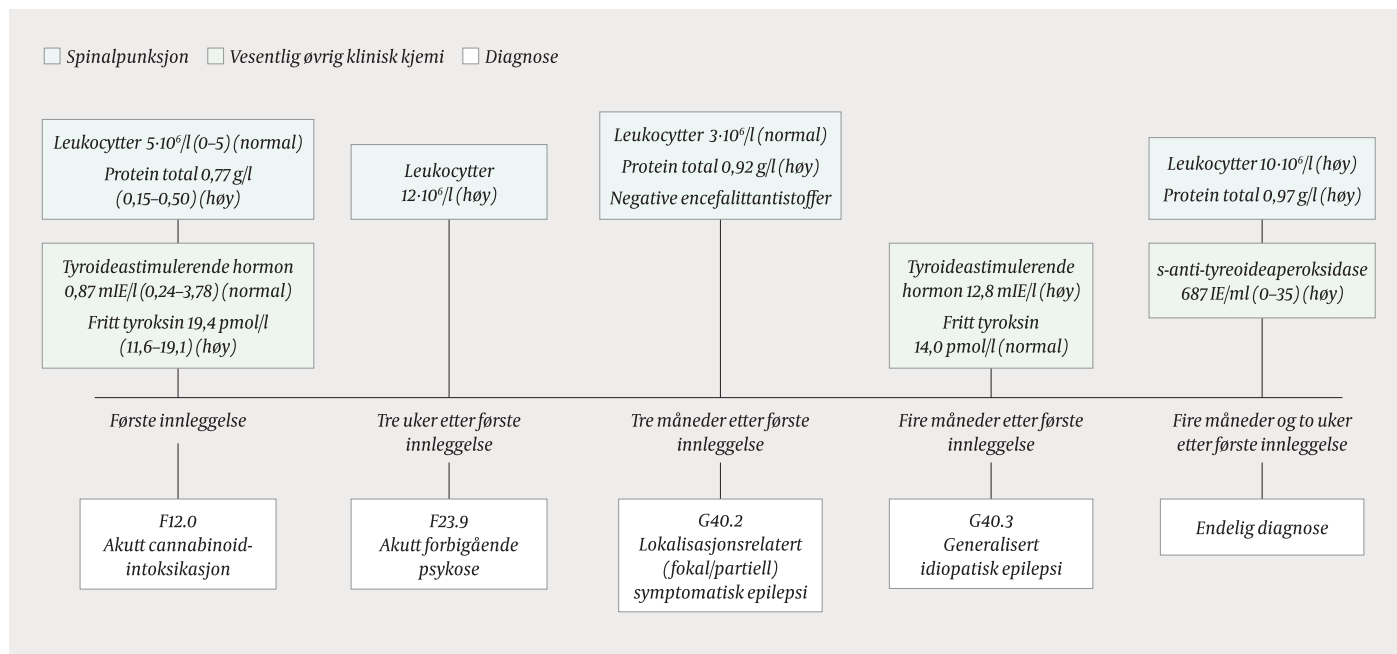 Spinalpunksjon
Vesentlig øvrig klinisk kjemi
Diagnose
Leukocytter 5·10⁶/l (0–5) (normal)
Protein total 0,77 g/l
(0,15–0,50) (høy)
Tyroideastimulerende hormon
0,87 mIE/l (0,24–3,78) (normal)
Fritt tyroksin 19,4 pmol/l
(11,6–19,1) (høy)
Første innleggelse
F12.0
Akutt cannabinoid-
intoksikasjon
Leukocytter
12·10⁶/l (høy)
Tre uker etter første
innleggelse
F23.9
Akutt forbigående
psykose
Leukocytter 3·10⁶/l (normal)
Protein total 0,92 g/l (høy)
Negative encefalittantistoffer
Tre måneder etter første
innleggelse
G40.2
Lokalisasjonsrelatert
(fokal/partiell)
symptomatisk epilepsi
Tyroideastimulerende
hormon 12,8 mIE/l (høy)
Fritt tyroksin
14,0 pmol/l (normal)
Fire måneder etter første
innleggelse
G40.3
Generalisert
idiopatisk epilepsi
Leukocytter 10·10⁶/l (høy)
Protein total 0,97 g/l (høy)
s-anti-tyreoideaperoksidase
687 IE/ml (0–35) (høy)
Fire måneder og to uker
etter første innleggelse
Endelig diagnose